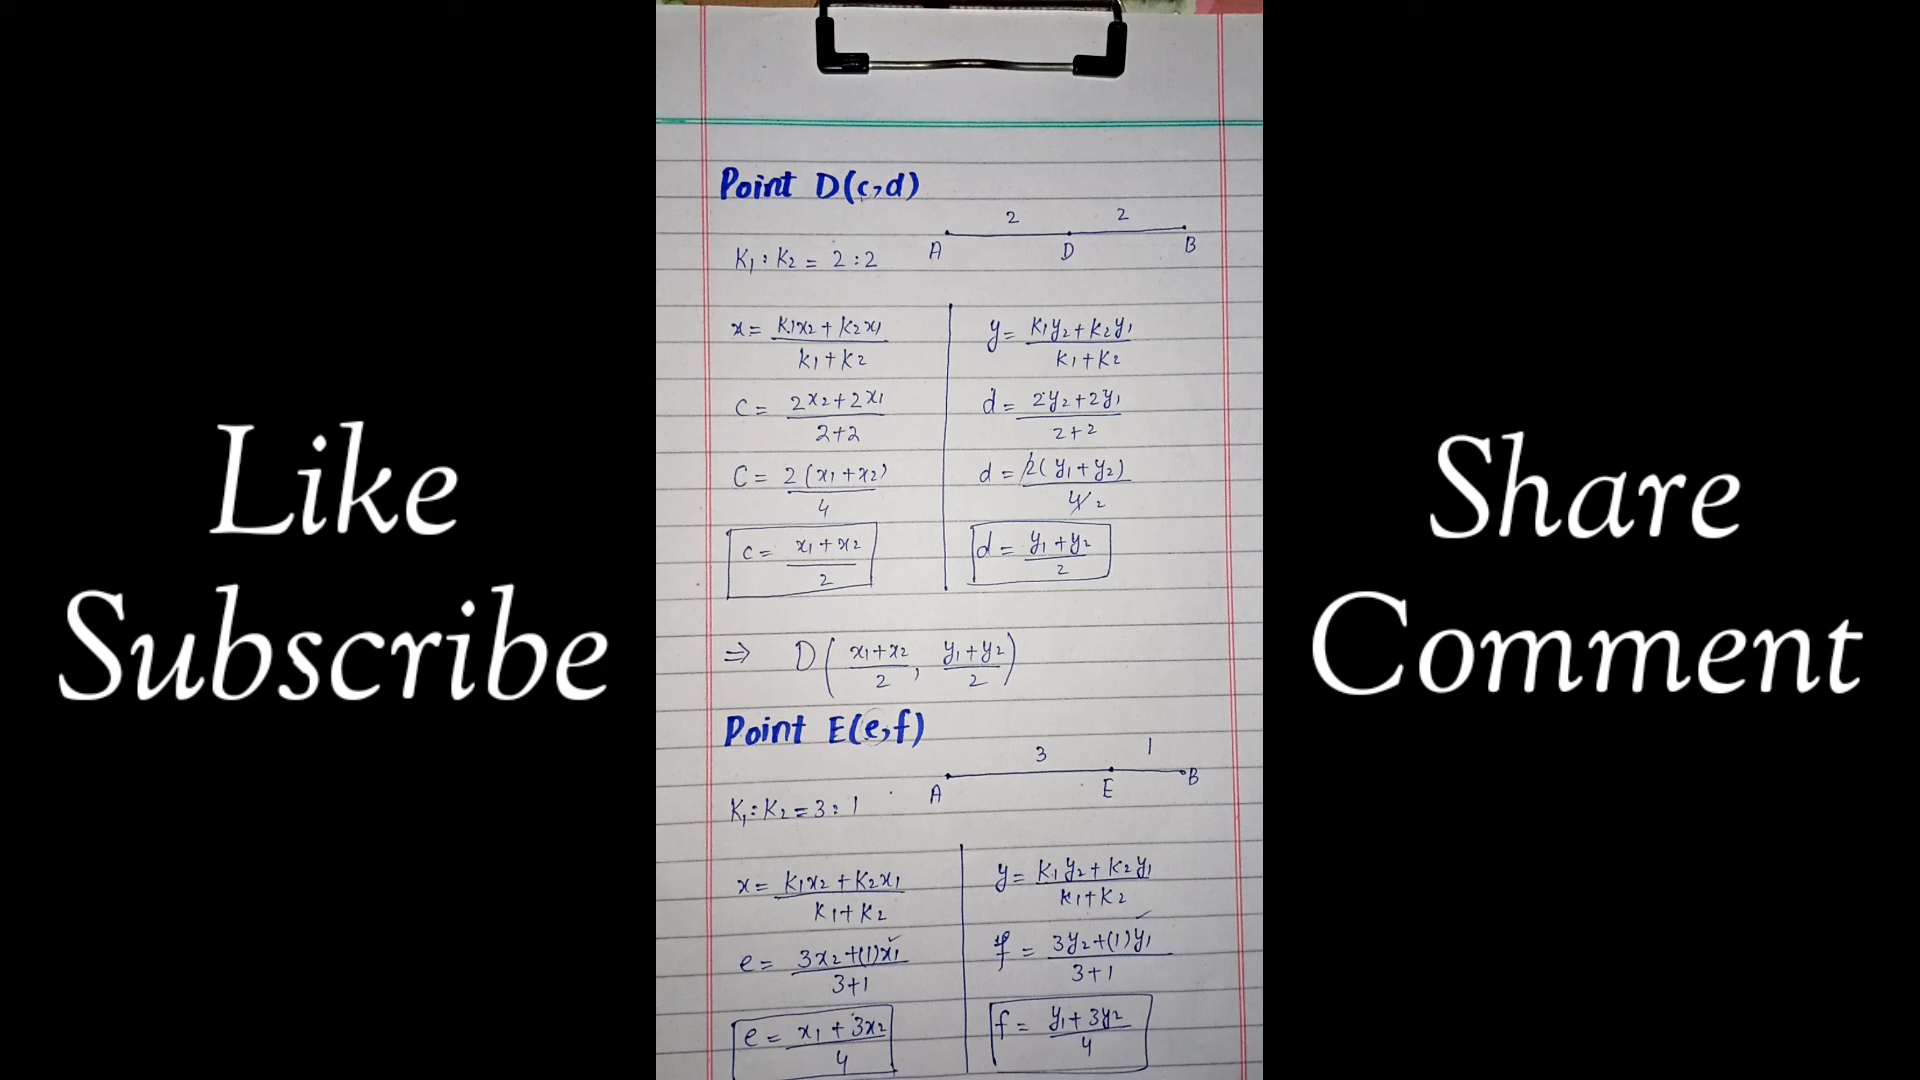 Like
Subscribe
Point D(c,d)
2 2
A D B
K₁ : K₂ = 2 : 2
x = K₁x₂ + K₂x₁ / K₁ + K₂
y = K₁y₂ + K₂y₁ / K₁ + K₂
c = 2x₂ + 2x₁ / 2+2
d = 2y₂ + 2y₁ / 2+2
C = 2(x₁ + x₂) / 4
d = 2(y₁ + y₂) / 4 2
c = x₁ + x₂ / 2
d = y₁ + y₂ / 2
⇒ D(x₁+x₂ / 2, y₁+y₂ / 2)
Point E(e,f)
3 1
A E B
K₁ : K₂ = 3 : 1
x = K₁x₂ + K₂x₁ / K₁ + K₂
y = K₁y₂ + K₂y₁ / K₁ + K₂
e = 3x₂ + (1)x₁ / 3+1
f = 3y₂ + (1)y₁ / 3+1
e = x₁ + 3x₂ / 4
f = y₁ + 3y₂ / 4
Share
Comment